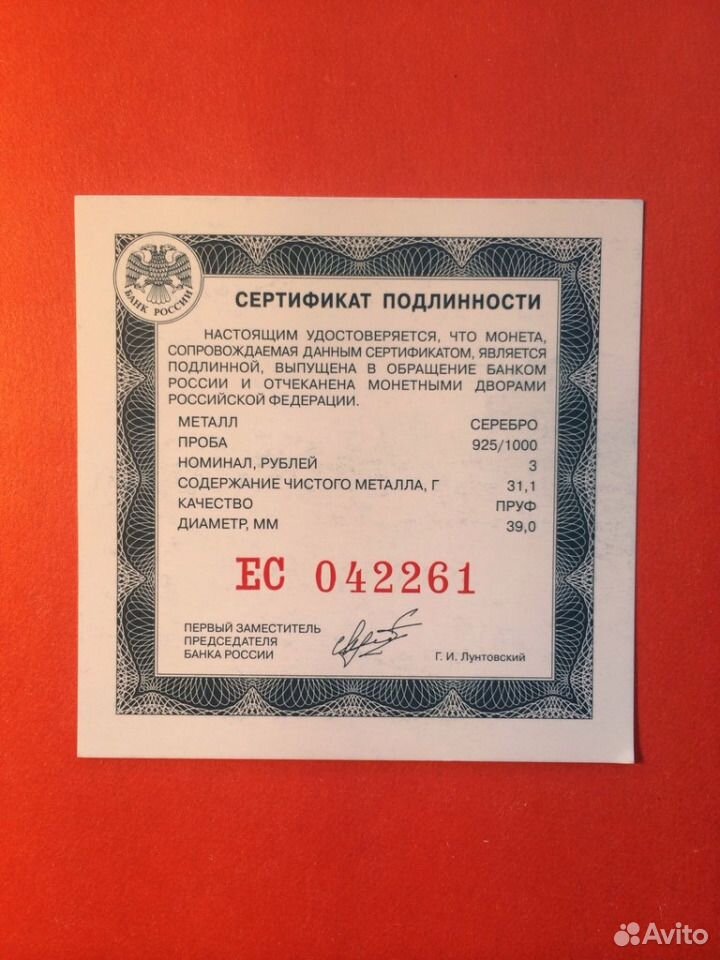 БАНК РОССИИ
СЕРТИФИКАТ ПОДЛИННОСТИ
НАСТОЯЩИМ УДОСТОВЕРЯЕТСЯ, ЧТО МОНЕТА,
СОПРОВОЖДАЕМАЯ ДАННЫМ СЕРТИФИКАТОМ, ЯВЛЯЕТСЯ
ПОДЛИННОЙ, ВЫПУЩЕНА В ОБРАЩЕНИЕ БАНКОМ
РОССИИ И ОТЧЕКАНЕНА МОНЕТНЫМИ ДВОРАМИ
РОССИЙСКОЙ ФЕДЕРАЦИИ.
МЕТАЛЛ СЕРЕБРО
ПРОБА 925/1000
НОМИНАЛ, РУБЛЕЙ 3
СОДЕРЖАНИЕ ЧИСТОГО МЕТАЛЛА, Г 31,1
КАЧЕСТВО ПРУФ
ДИАМЕТР, ММ 39,0
ЕС 042261
ПЕРВЫЙ ЗАМЕСТИТЕЛЬ
ПРЕДСЕДАТЕЛЯ
БАНКА РОССИИ Г. И. Лунтовский
Avito